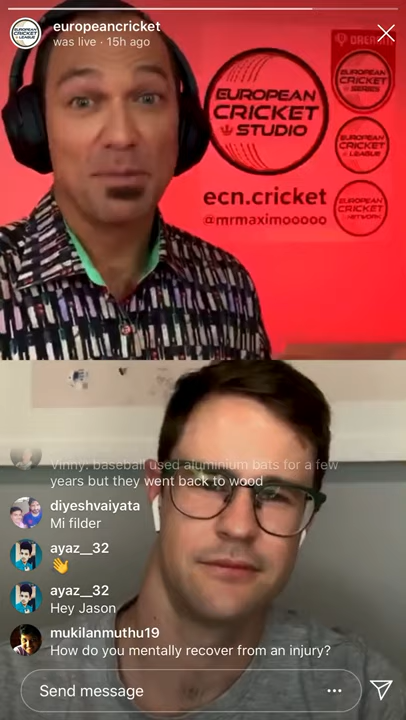 europeancricket
was live · 15h ago
EUROPEAN
CRICKET
STUDIO
EUROPEAN
CRICKET
SERIES
EUROPEAN
CRICKET
LEAGUE
EUROPEAN
CRICKET
NETWORK
ecn.cricket
@mrmaximooooo
Vinny: baseball used aluminium bats for a few
years but they went back to wood
diyeshvaiyata
Mi filder
ayaz__32
👋
ayaz__32
Hey Jason
mukilanmuthu19
How do you mentally recover from an injury?
Send message